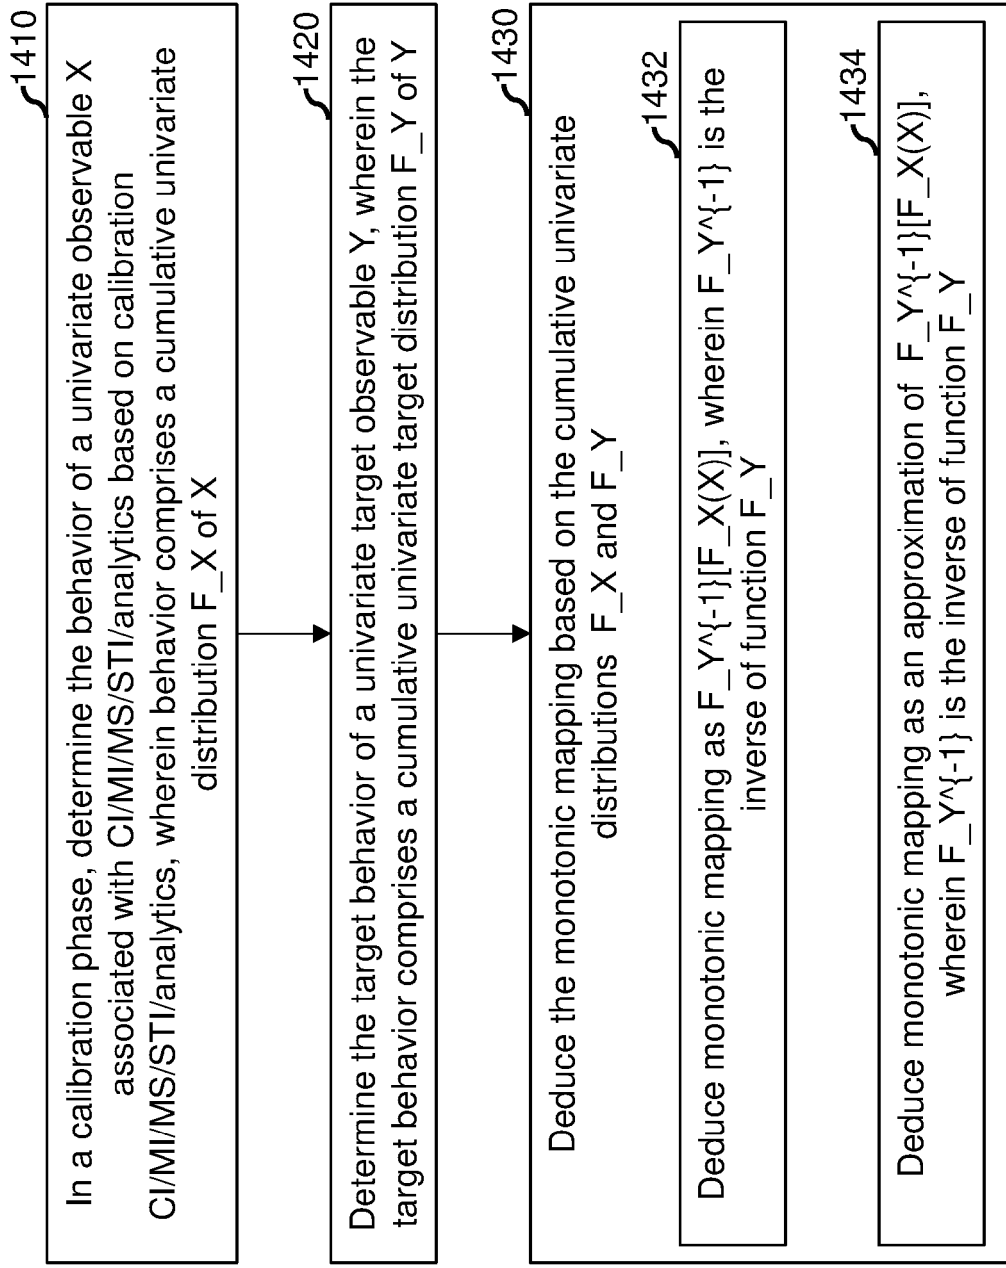 1410
In a calibration phase, determine the behavior of a univariate observable X
associated with CI/MI/MS/STI/analytics based on calibration
CI/MI/MS/STI/analytics, wherein behavior comprises a cumulative univariate
distribution F_X of X
1420
Determine the target behavior of a univariate target observable Y, wherein the
target behavior comprises a cumulative univariate target distribution F_Y of Y
1430
Deduce the monotonic mapping based on the cumulative univariate
distributions F_X and F_Y
1432
Deduce monotonic mapping as F_Y^{-1}[F_X(X)], wherein F_Y^{-1} is the
inverse of function F_Y
1434
Deduce monotonic mapping as an approximation of F_Y^{-1}[F_X(X)],
wherein F_Y^{-1} is the inverse of function F_Y